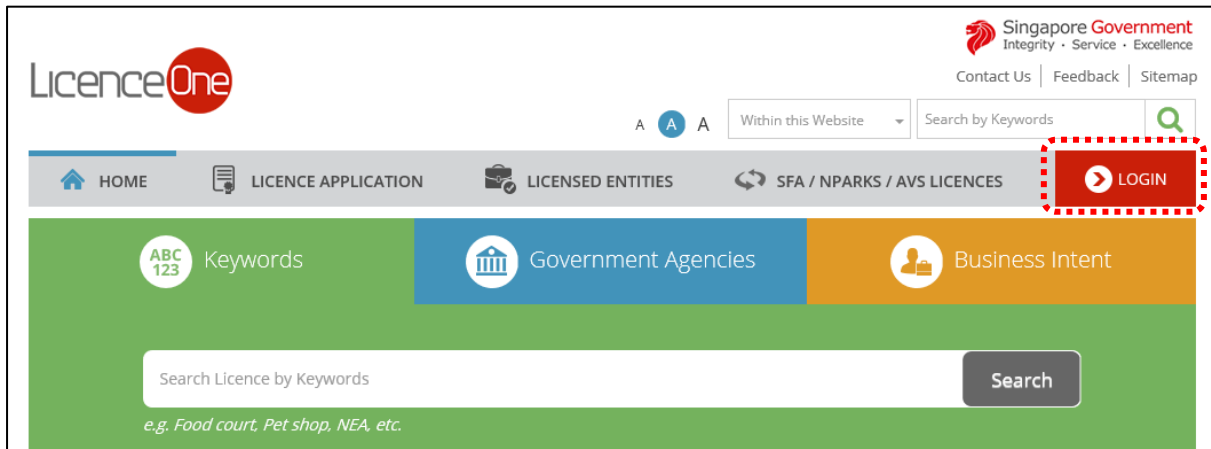 Singapore Government
Integrity · Service · Excellence
LicenceOne
Contact Us | Feedback | Sitemap
A A A Within this Website Search by Keywords
HOME LICENCE APPLICATION LICENSED ENTITIES SFA / NPARKS / AVS LICENCES LOGIN
ABC 123 Keywords Government Agencies Business Intent
Search Licence by Keywords Search
e.g. Food court, Pet shop, NEA, etc.